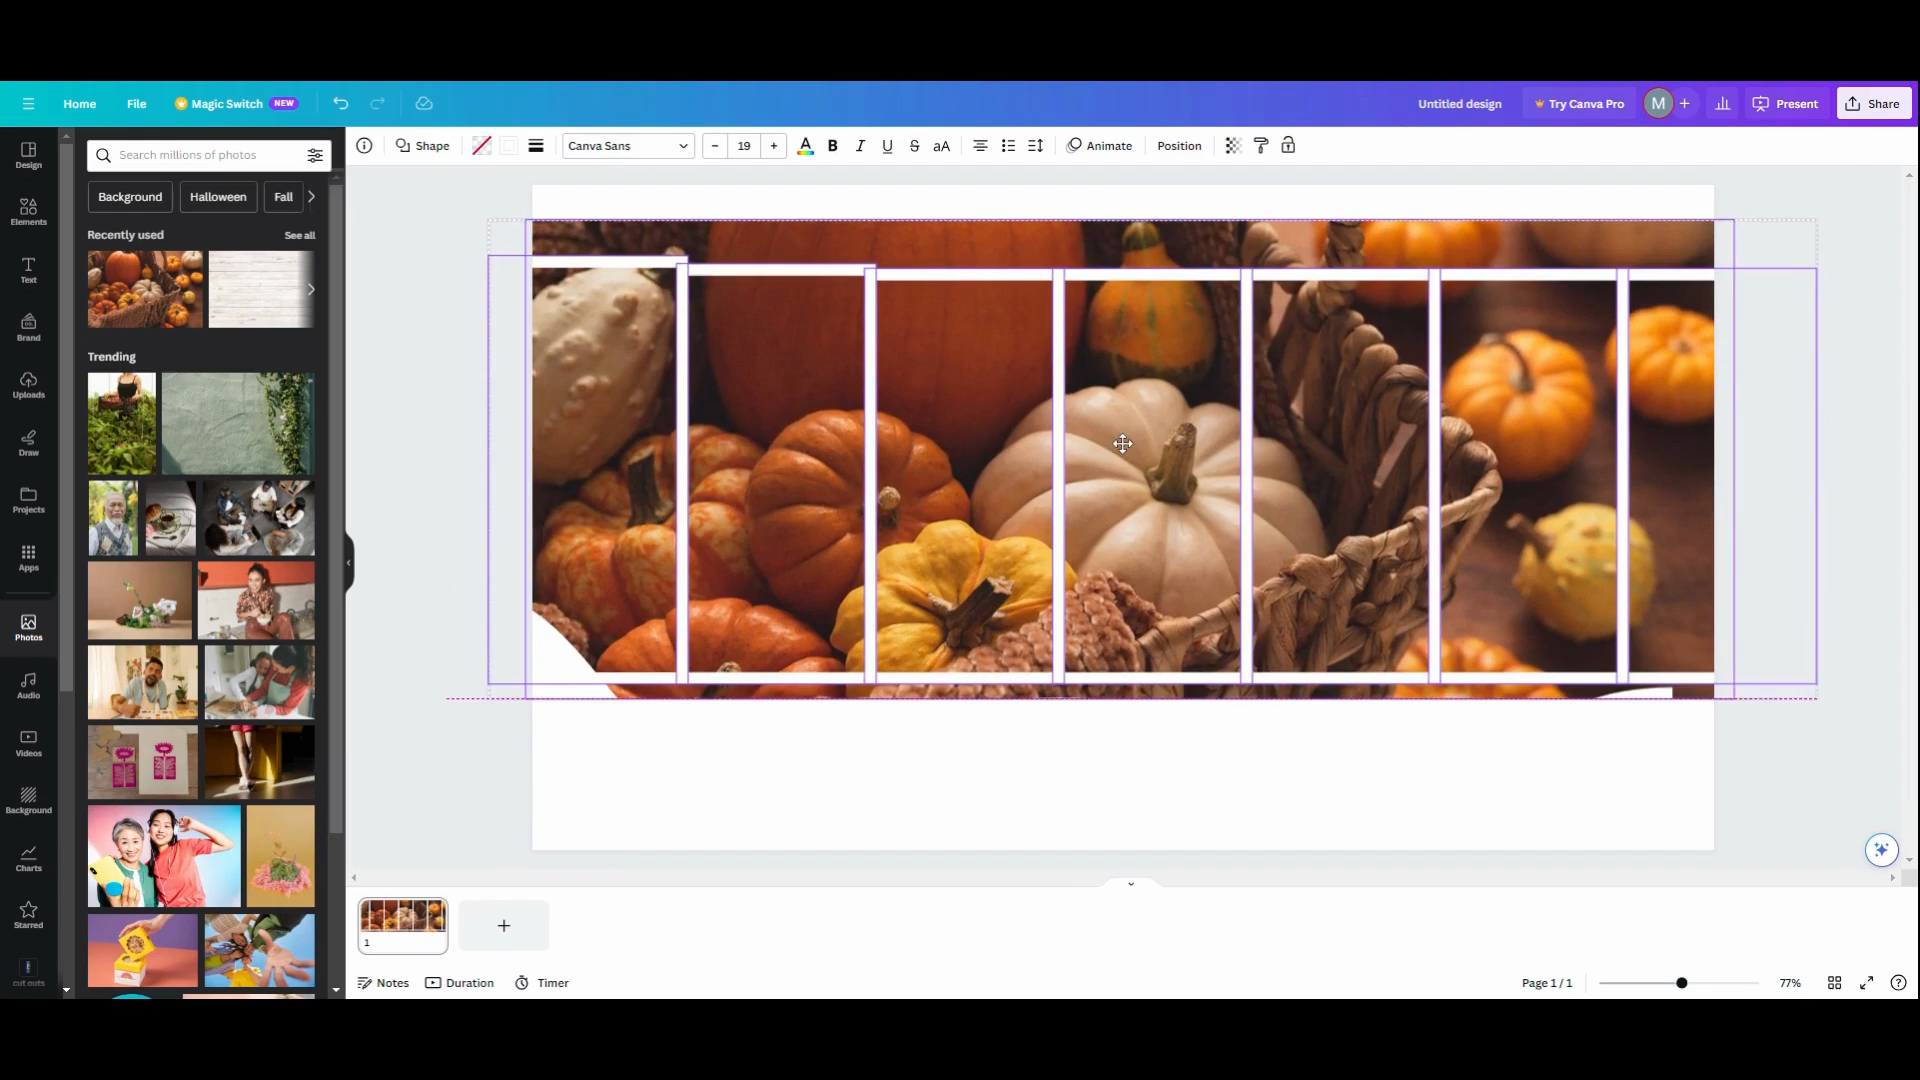 Home File Magic Switch NEW Untitled design Try Canva Pro M + Present Share
Design
Elements
Text
Brand
Uploads
Draw
Projects
Apps
Photos
Audio
Videos
Background
Charts
Starred
cut outs
Search millions of photos
Background Halloween Fall
Recently used See all
Trending
Shape Canva Sans - 19 + A B I U S aA Animate Position
1
+
Notes Duration Timer Page 1 / 1 77%